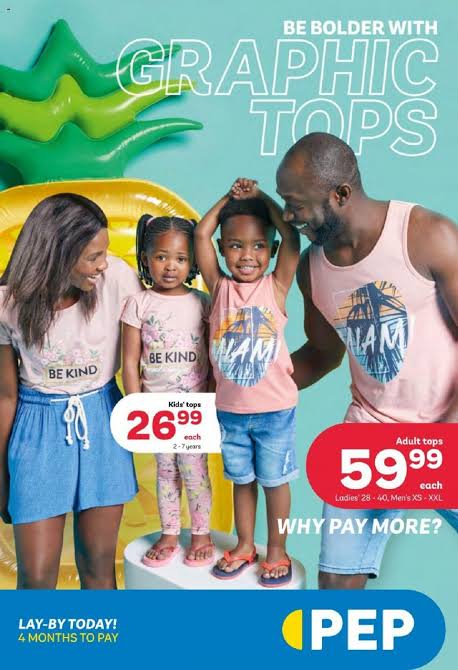 BE BOLDER WITH
GRAPHIC
TOPS
BE KIND
BE KIND
Kids' tops
26.99
each
2 - 7 years
Adult tops
59.99
each
Ladies' 28 - 40, Men's XS - XXL
WHY PAY MORE?
LAY-BY TODAY!
4 MONTHS TO PAY
PEP